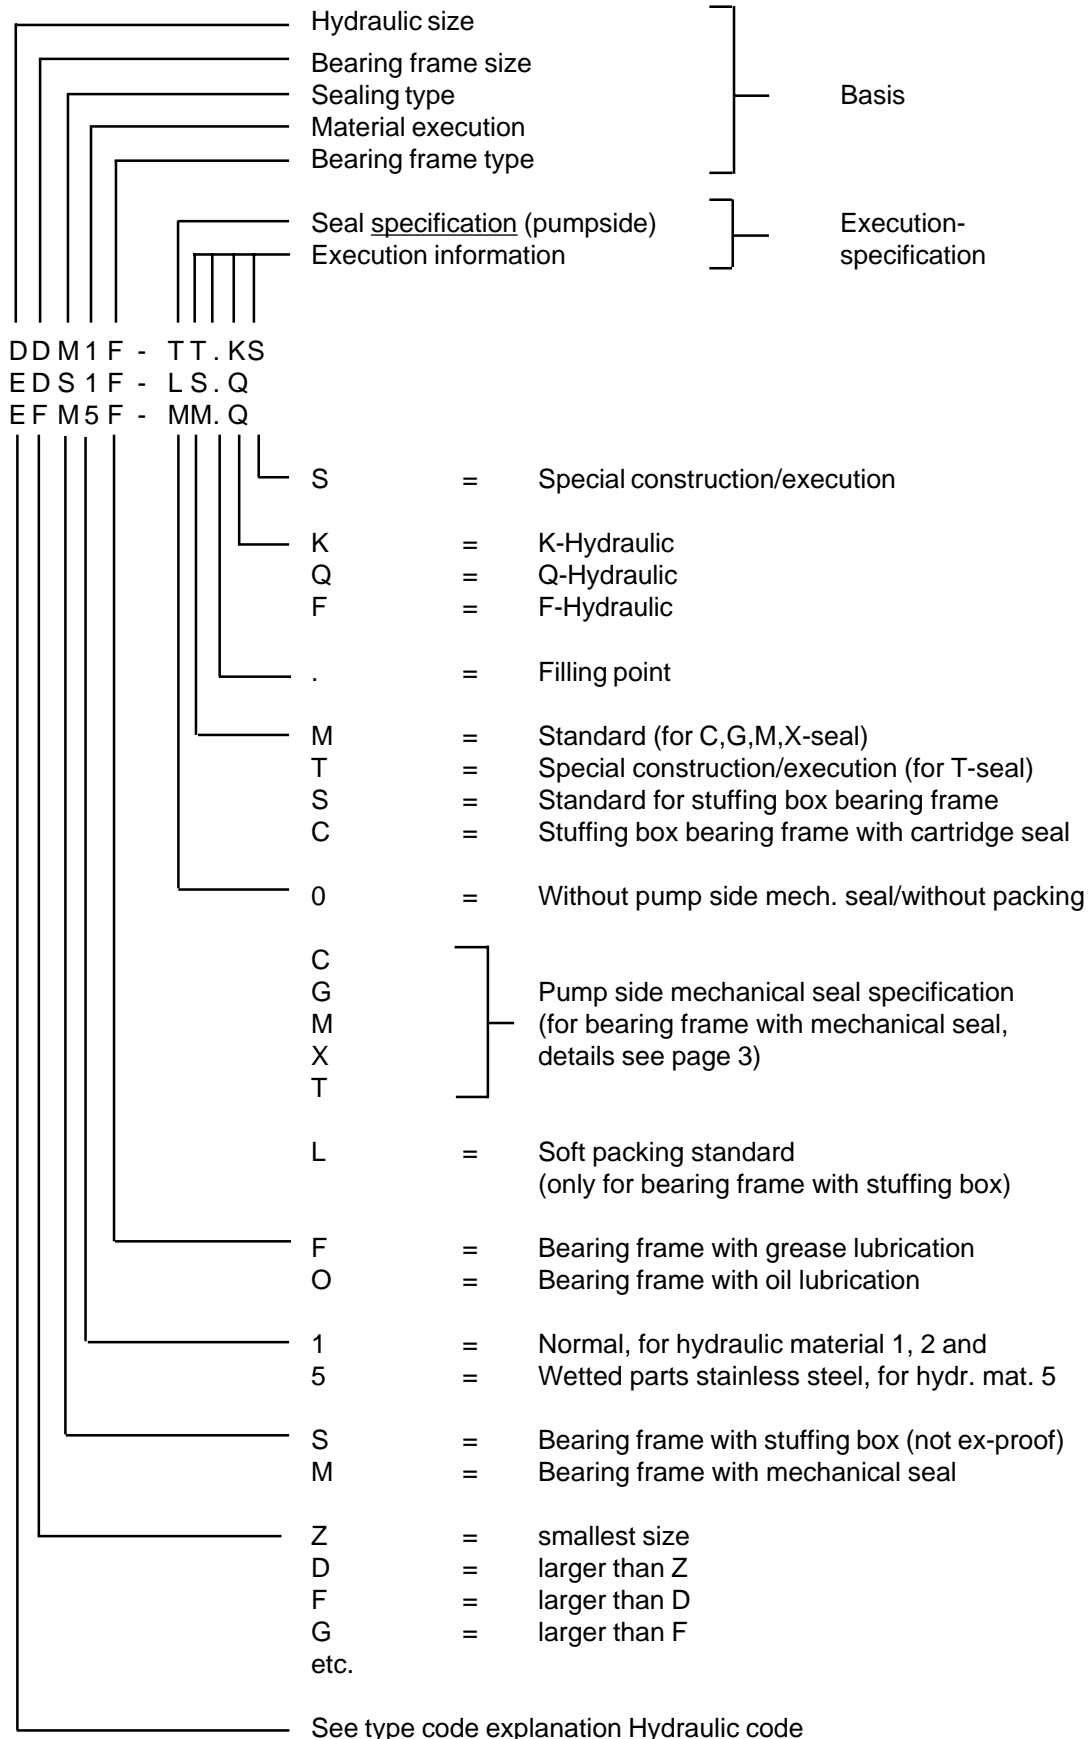 Hydraulic size
Bearing frame size
Sealing type
Basis
Material execution
Bearing frame type
Seal specification (pumpside)
Execution-
Execution information
specification
D D M 1 F - T T . K S
E D S 1 F - L S . Q
E F M 5 F - M M . Q
S = Special construction/execution
K = K-Hydraulic
Q = Q-Hydraulic
F = F-Hydraulic
. = Filling point
M = Standard (for C,G,M,X-seal)
T = Special construction/execution (for T-seal)
S = Standard for stuffing box bearing frame
C = Stuffing box bearing frame with cartridge seal
0 = Without pump side mech. seal/without packing
C
G Pump side mechanical seal specification
M (for bearing frame with mechanical seal,
X details see page 3)
T
L = Soft packing standard
(only for bearing frame with stuffing box)
F = Bearing frame with grease lubrication
O = Bearing frame with oil lubrication
1 = Normal, for hydraulic material 1, 2 and
5 = Wetted parts stainless steel, for hydr. mat. 5
S = Bearing frame with stuffing box (not ex-proof)
M = Bearing frame with mechanical seal
Z = smallest size
D = larger than Z
F = larger than D
G = larger than F
etc.
See type code explanation Hydraulic code